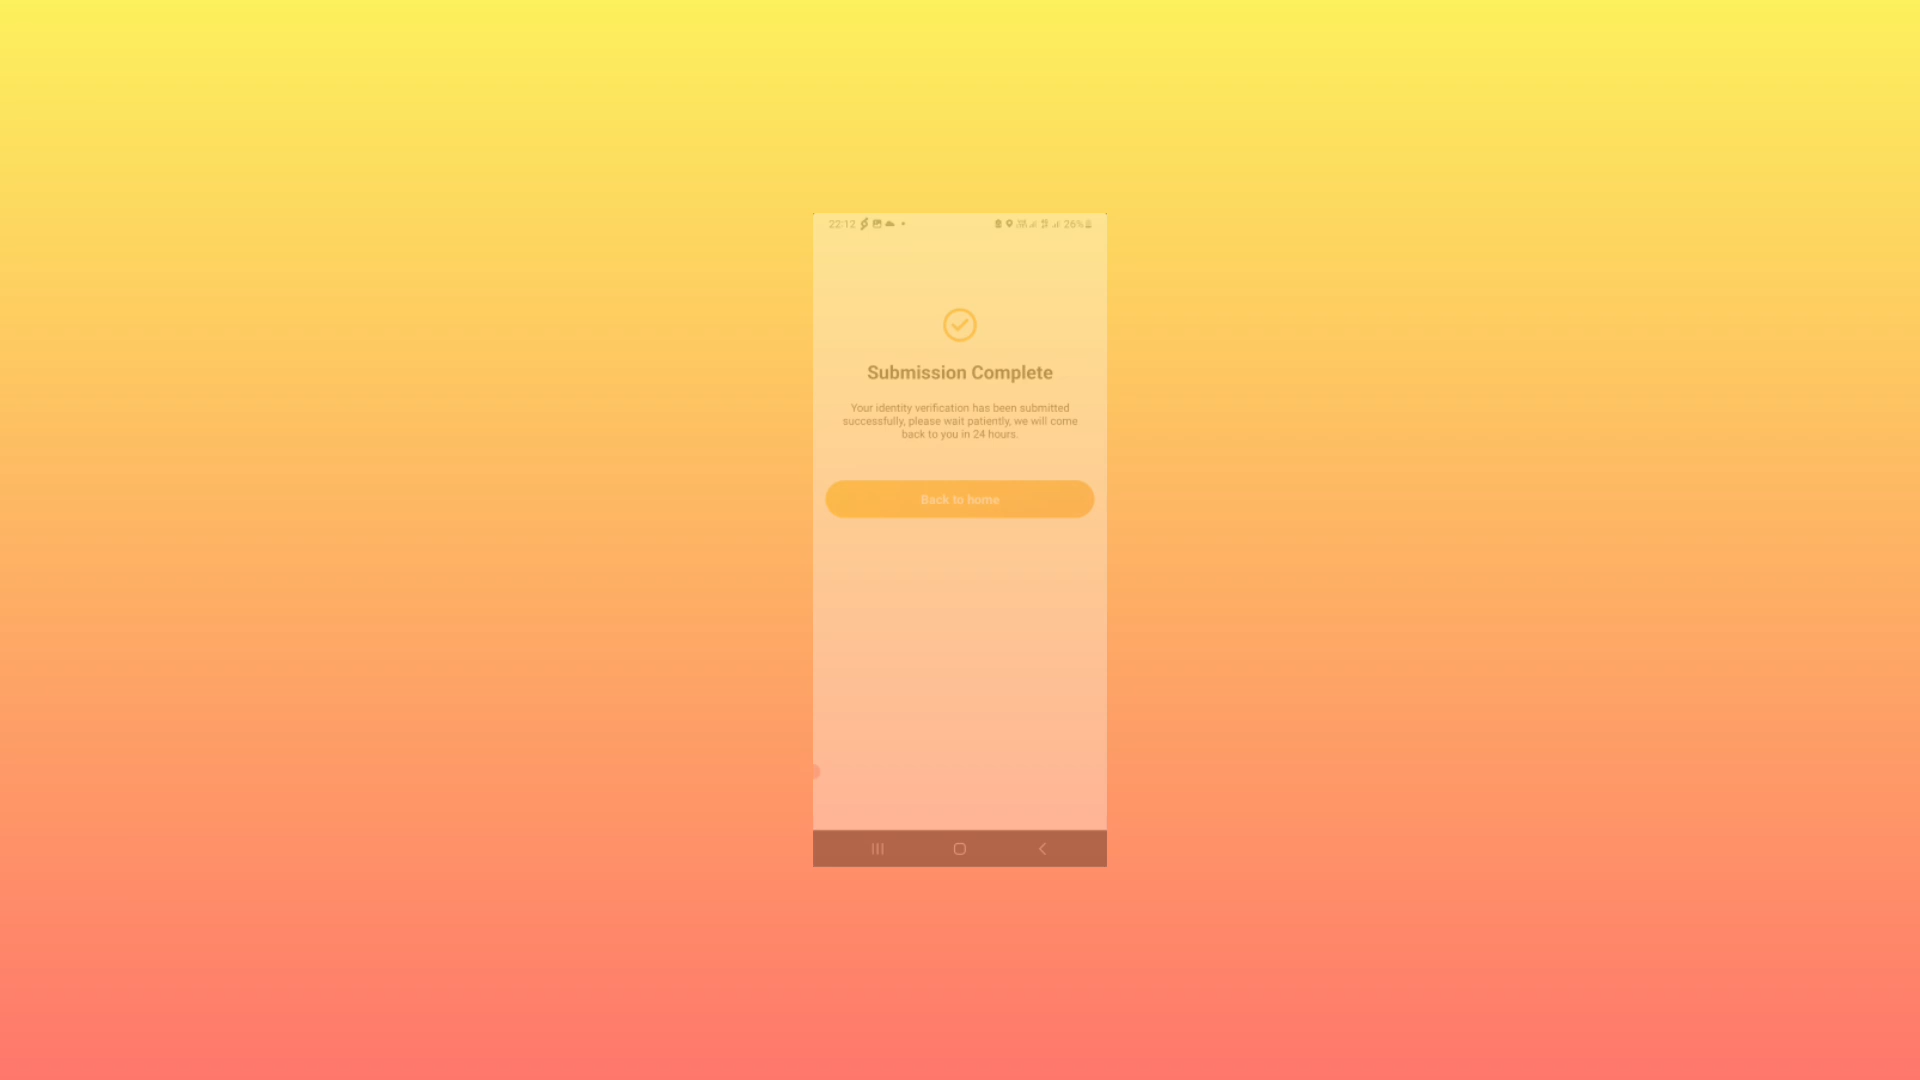 22:12 26%
Submission Complete
Your identity verification has been submitted
successfully, please wait patiently, we will come
back to you in 24 hours.
Back to home